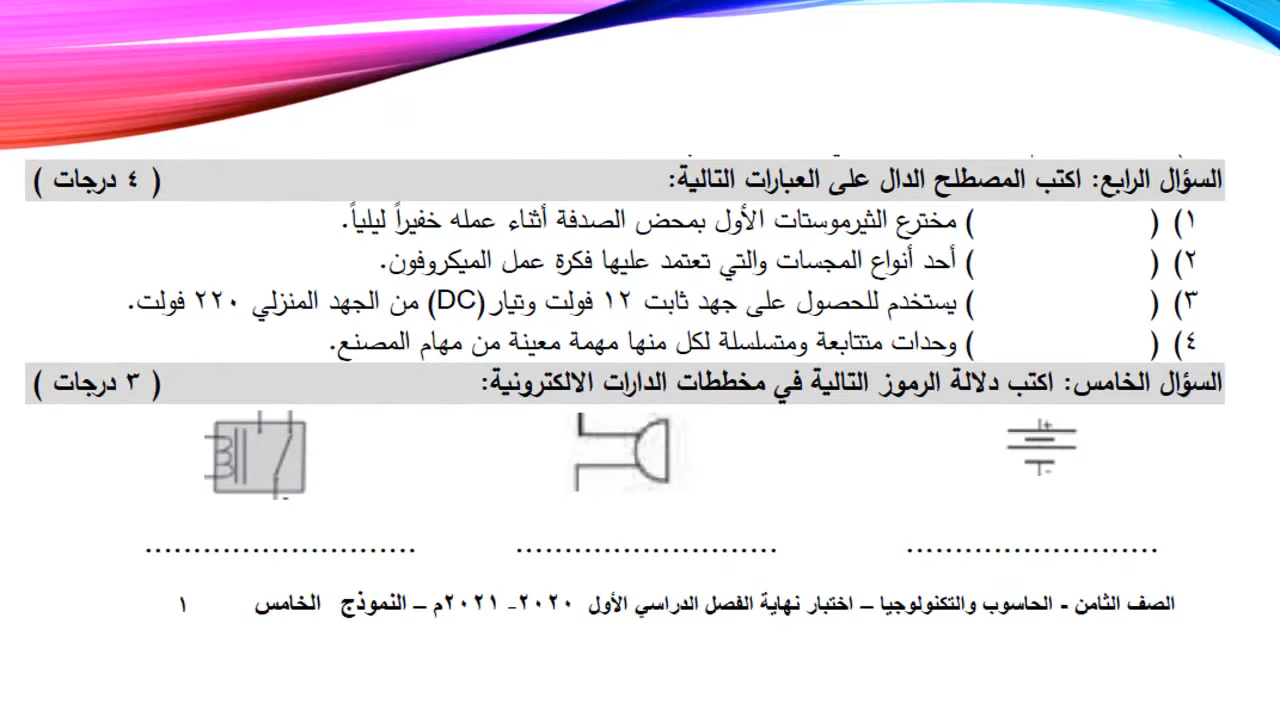 السؤال الرابع: اكتب المصطلح الدال على العبارات التالية: ( ٤ درجات )
١) ( ) مخترع الثيرموستات الأول بمحض الصدفة أثناء عمله خفيراً ليلياً.
٢) ( ) أحد أنواع المجسات والتي تعتمد عليها فكرة عمل الميكروفون.
٣) ( ) يستخدم للحصول على جهد ثابت ١٢ فولت وتيار (DC) من الجهد المنزلي ٢٢٠ فولت.
٤) ( ) وحدات متتابعة ومتسلسلة لكل منها مهمة معينة من مهام المصنع.
السؤال الخامس: اكتب دلالة الرموز التالية في مخططات الدارات الالكترونية: ( ٣ درجات )
+
-
........................... ........................... ...........................
الصف الثامن - الحاسوب والتكنولوجيا – اختبار نهاية الفصل الدراسي الأول ٢٠٢٠- ٢٠٢١م – النموذج الخامس ١